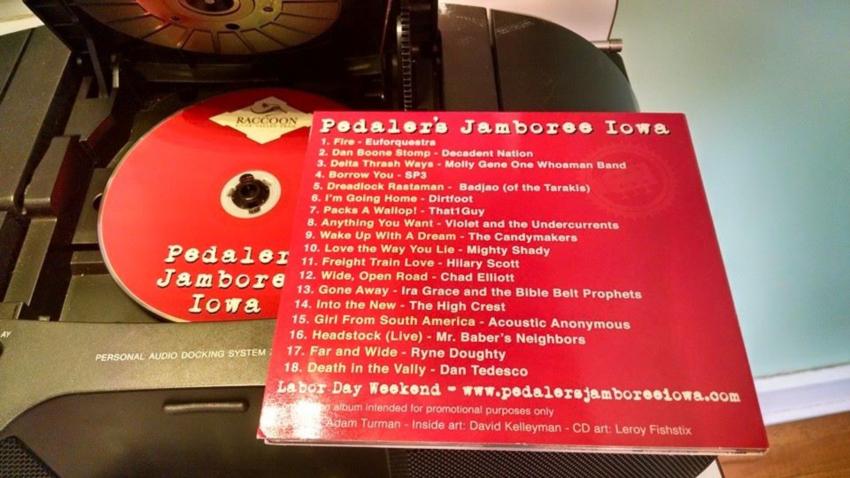 RACCOON
RIVER VALLEY TRAIL
Pedaler's
Jamboree
Iowa
Pedaler's Jamboree Iowa
1. Fire - Euforquestra
2. Dan Boone Stomp - Decadent Nation
3. Delta Thrash Ways - Molly Gene One Whoaman Band
4. Borrow You - SP3
5. Dreadlock Rastaman - Badjao (of the Tarakis)
6. I'm Going Home - Dirtfoot
7. Packs A Wallop! - That1Guy
8. Anything You Want - Violet and the Undercurrents
9. Wake Up With A Dream - The Candymakers
10. Love the Way You Lie - Mighty Shady
11. Freight Train Love - Hilary Scott
12. Wide, Open Road - Chad Elliott
13. Gone Away - Ira Grace and the Bible Belt Prophets
14. Into the New - The High Crest
15. Girl From South America - Acoustic Anonymous
16. Headstock (Live) - Mr. Baber's Neighbors
17. Far and Wide - Ryne Doughty
18. Death in the Vally - Dan Tedesco
Labor Day Weekend - www.pedalersjamboreeiowa.com
album intended for promotional purposes only
Adam Turman - Inside art: David Kelleyman - CD art: Leroy Fishstix
AY
PERSONAL AUDIO DOCKING SYSTEM